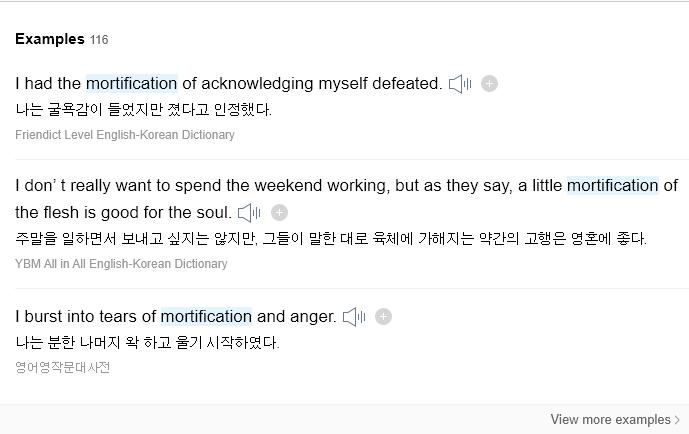 Examples 116
I had the mortification of acknowledging myself defeated.
나는 굴욕감이 들었지만 졌다고 인정했다.
Friendict Level English-Korean Dictionary
I don’ t really want to spend the weekend working, but as they say, a little mortification of
the flesh is good for the soul.
주말을 일하면서 보내고 싶지는 않지만, 그들이 말한 대로 육체에 가해지는 약간의 고행은 영혼에 좋다.
YBM All in All English-Korean Dictionary
I burst into tears of mortification and anger.
나는 분한 나머지 왁 하고 울기 시작하였다.
영어영작문대사전
View more examples